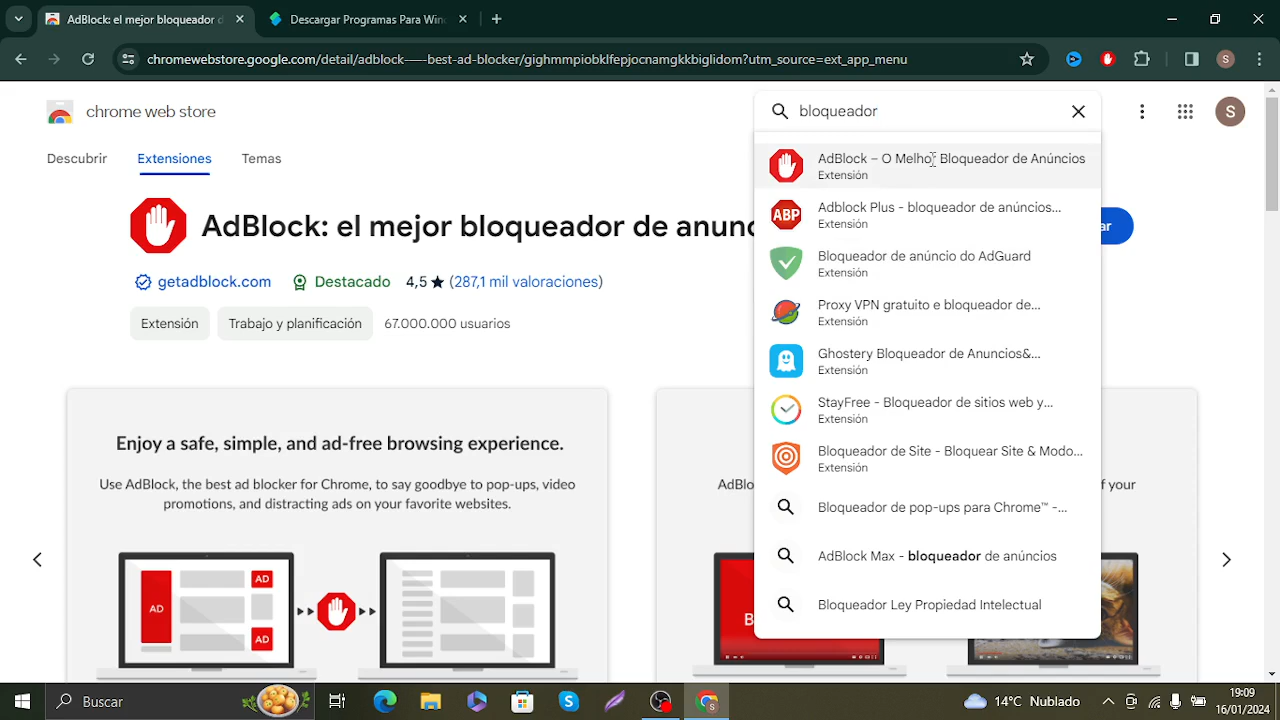 AdBlock: el mejor bloqueador d
Descargar Programas Para Win
chromewebstore.google.com/detail/adblock-—-best-ad-blocker/gighmmpiobklfepjocnamgkkbiglidom?utm_source=ext_app_menu
S
chrome web store
bloqueador
S
Descubrir
Extensiones
Temas
AdBlock – O Melhor Bloqueador de Anúncios
Extensión
ABP
Adblock Plus - bloqueador de anúncios...
Extensión
AdBlock: el mejor bloqueador de anunc
ar
Bloqueador de anúncio do AdGuard
Extensión
getadblock.com
Destacado
4,5 ★ (287,1 mil valoraciones)
Proxy VPN gratuito e bloqueador de...
Extensión
Extensión
Trabajo y planificación
67.000.000 usuarios
Ghostery Bloqueador de Anuncios&...
Extensión
StayFree - Bloqueador de sitios web y...
Extensión
Enjoy a safe, simple, and ad-free browsing experience.
Bloqueador de Site - Bloquear Site & Modo...
Extensión
Use AdBlock, the best ad blocker for Chrome, to say goodbye to pop-ups, video
promotions, and distracting ads on your favorite websites.
AdBlo
f your
Bloqueador de pop-ups para Chrome™ -...
AdBlock Max - bloqueador de anúncios
Bloqueador Ley Propiedad Intelectual
AD
AD
AD
B
Buscar
S
14°C Nublado
19:09
16/01/2024